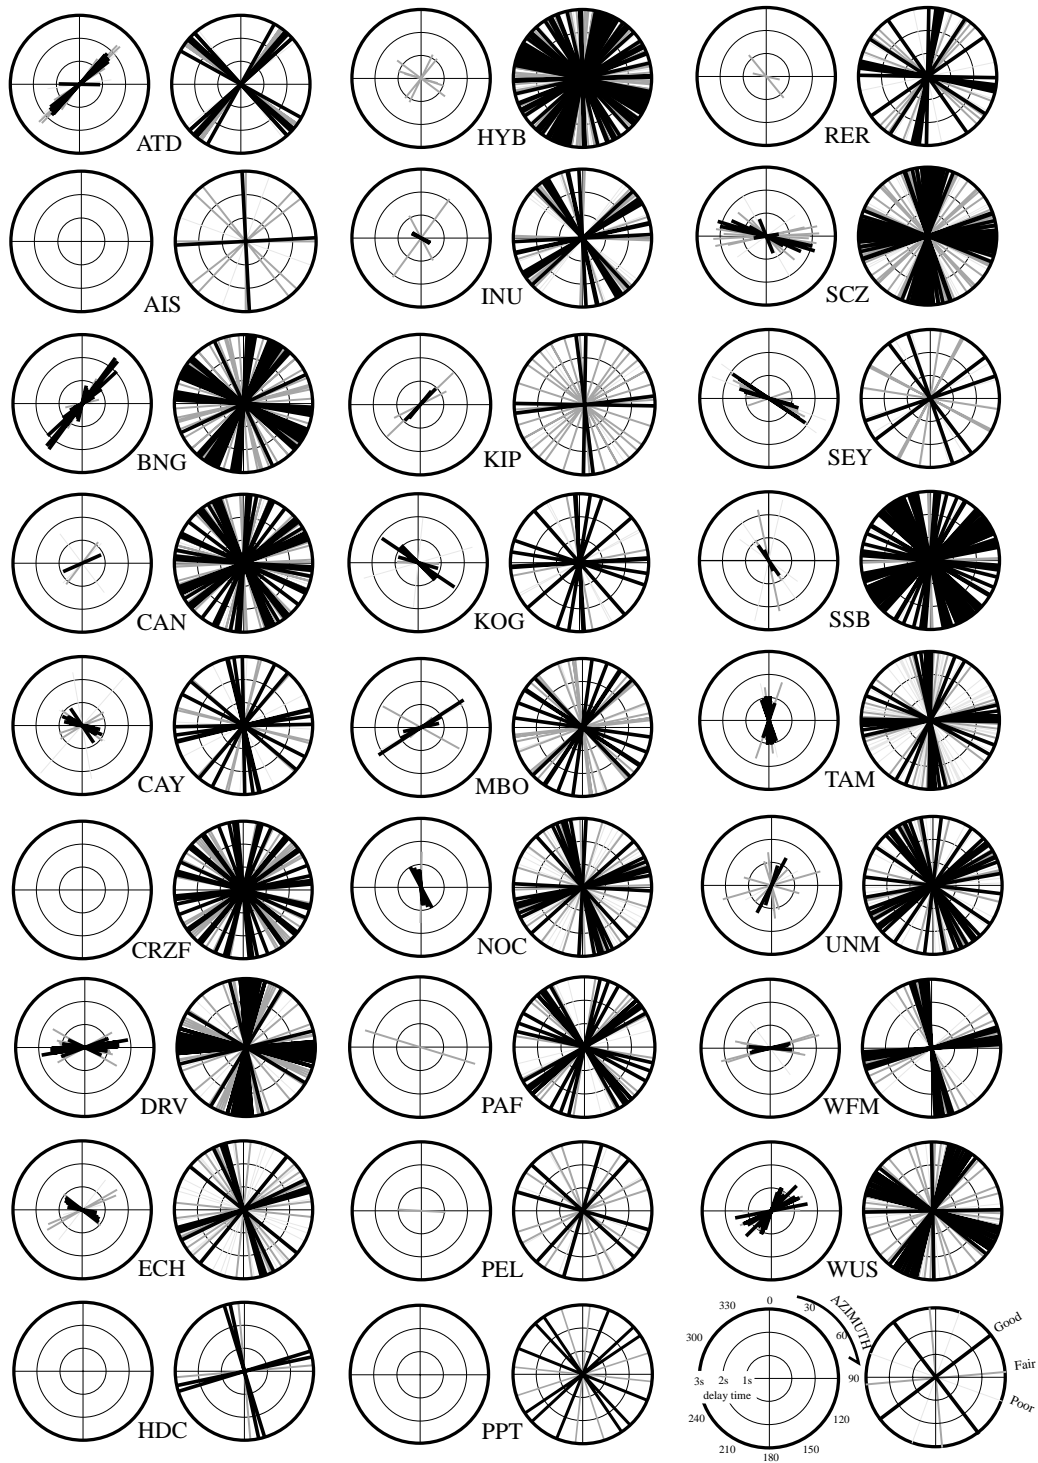 ATD
HYB
RER
AIS
INU
SCZ
BNG
KIP
SEY
CAN
KOG
SSB
CAY
MBO
TAM
CRZF
NOC
UNM
DRV
PAF
WFM
ECH
PEL
WUS
HDC
PPT
0
330
30
300
60
90
240
120
210
150
180
AZIMUTH
3s 2s 1s
delay time
Good
Fair
Poor